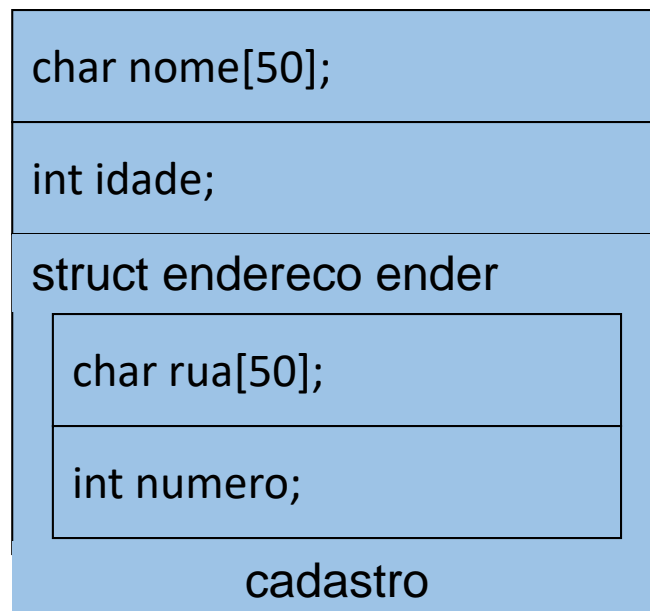 char nome[50];
int idade;
struct endereco ender
char rua[50];
int numero;
cadastro